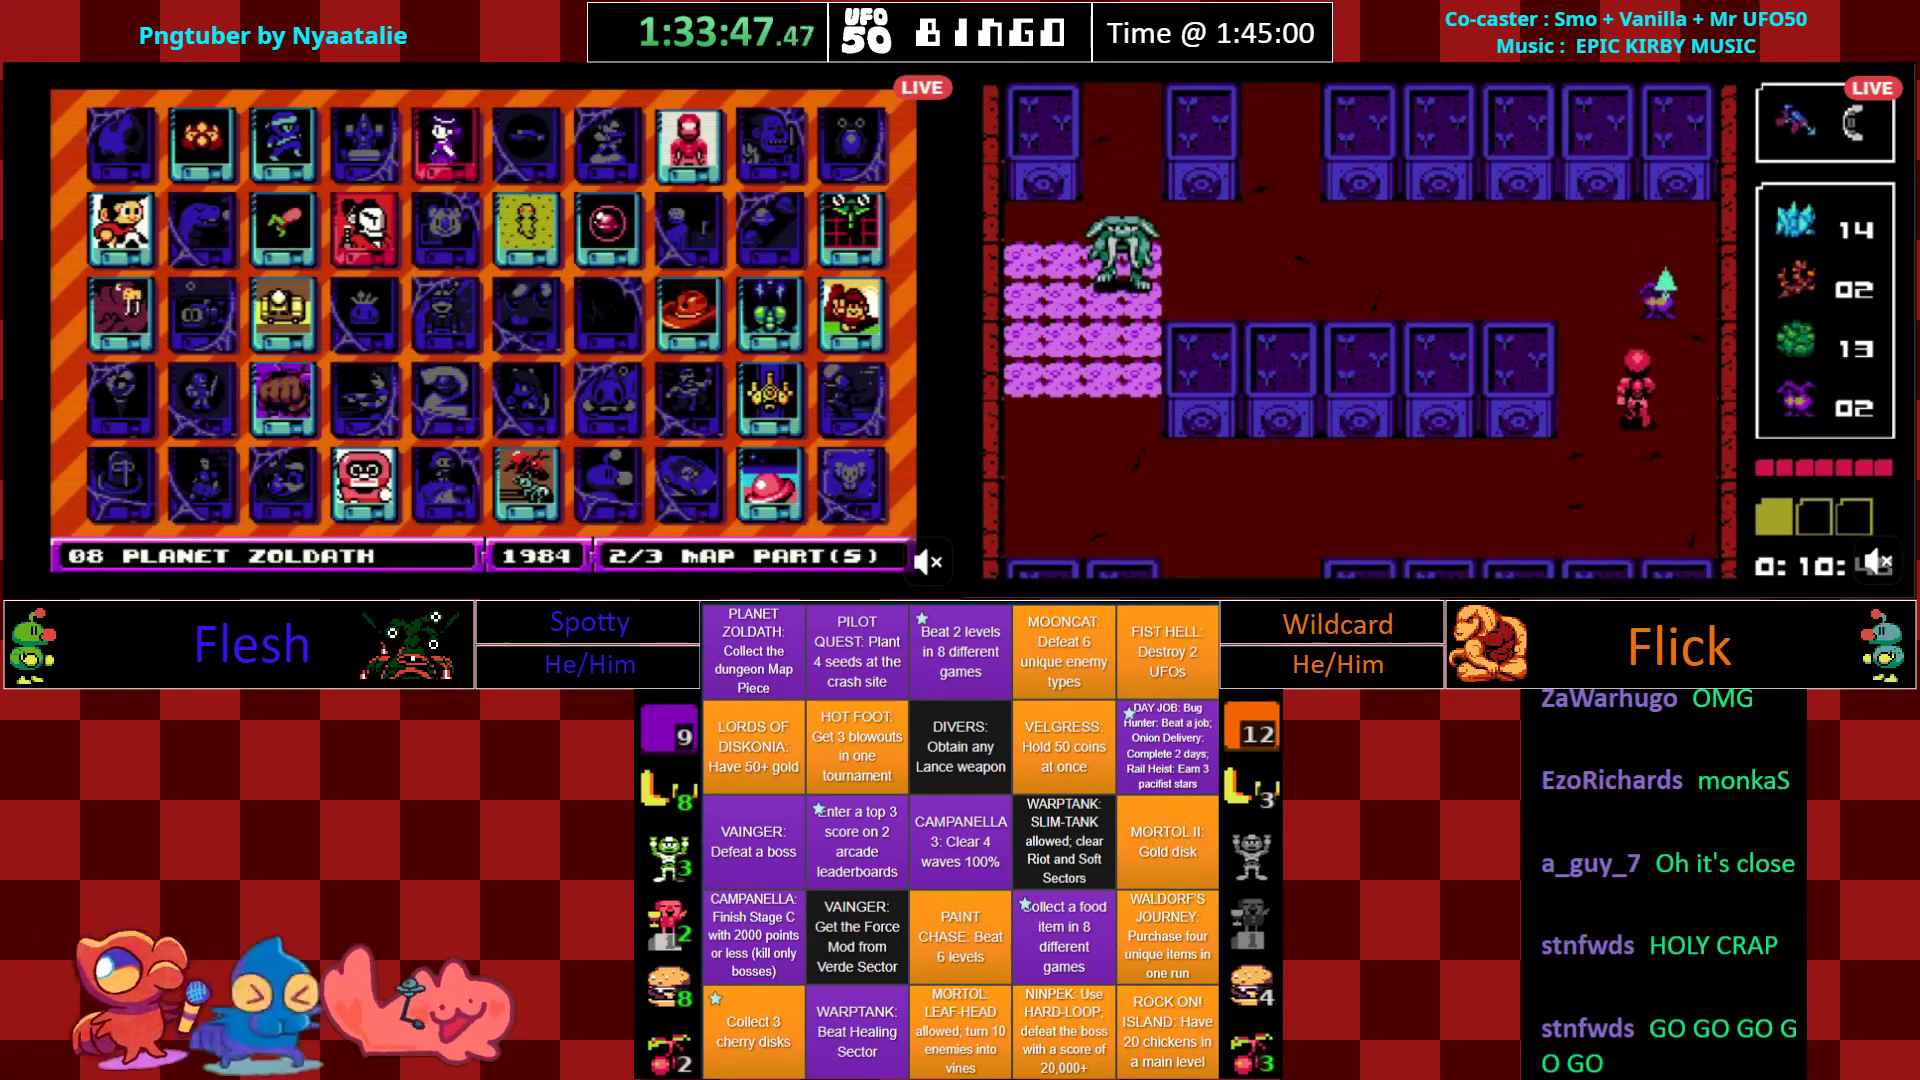 Pngtuber by Nyaatalie
1:33:47.47
UFO
50
BINGO
Time @ 1:45:00
Co-caster : Smo + Vanilla + Mr UFO50
Music : EPIC KIRBY MUSIC
LIVE
LIVE
14
02
13
02
0:10:
08 PLANET ZOLDATH
1984
2/3 MAP PART(S)
Flesh
Spotty
He/Him
Wildcard
He/Him
Flick
PLANET
ZOLDATH:
Collect the
dungeon Map
Piece
PILOT
QUEST: Plant
4 seeds at the
crash site
Beat 2 levels
in 8 different
games
MOONCAT:
Defeat 6
unique enemy
types
FIST HELL:
Destroy 2
UFOs
LORDS OF
DISKONIA:
Have 50+ gold
HOT FOOT:
Get 3 blowouts
in one
tournament
DIVERS:
Obtain any
Lance weapon
VELGRESS:
Hold 50 coins
at once
DAY JOB: Bug
Hunter: Beat a job;
Onion Delivery:
Complete 2 days;
Rail Heist: Earn 3
pacifist stars
VAINGER:
Defeat a boss
Enter a top 3
score on 2
arcade
leaderboards
CAMPANELLA
3: Clear 4
waves 100%
WARPTANK:
SLIM-TANK
allowed; clear
Riot and Soft
Sectors
MORTOL II:
Gold disk
CAMPANELLA:
Finish Stage C
with 2000 points
or less (kill only
bosses)
VAINGER:
Get the Force
Mod from
Verde Sector
PAINT
CHASE: Beat
6 levels
Collect a food
item in 8
different
games
WALDORF'S
JOURNEY:
Purchase four
unique items in
one run
Collect 3
cherry disks
WARPTANK:
Beat Healing
Sector
MORTOL:
LEAF-HEAD
allowed; turn 10
enemies into
vines
NINPEK: Use
HARD-LOOP;
defeat the boss
with a score of
20,000+
ROCK ON!
ISLAND: Have
20 chickens in
a main level
9
8
3
2
8
2
12
3
1
4
3
ZaWarhugo OMG
EzoRichards monkaS
a_guy_7 Oh it's close
stnfwds HOLY CRAP
stnfwds GO GO GO G
O GO